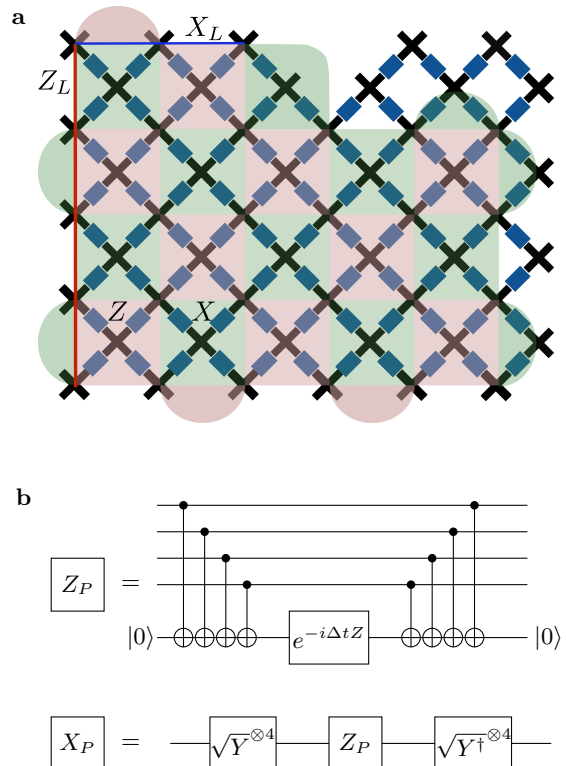 a
X_L
Z_L
Z X
b
Z_P = |0⟩ e^{-iΔtZ} |0⟩
X_P = √Y^{⊗4} Z_P √Y^†^{⊗4}